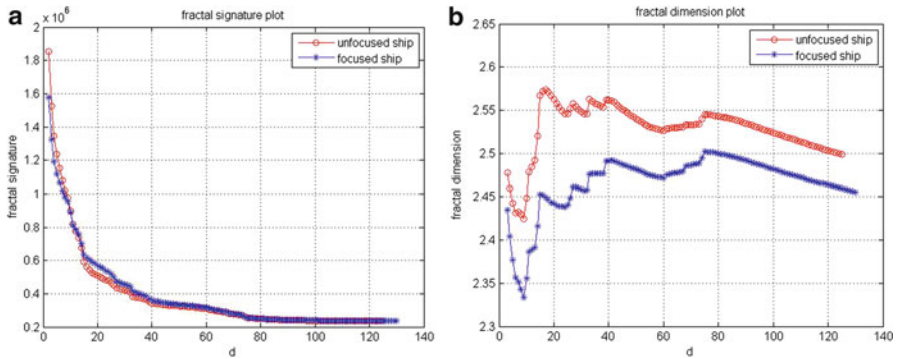 a
fractal signature plot
× 10⁶
2
1.8
1.6
1.4
1.2
1
0.8
0.6
0.4
0.2
fractal signature
unfocused ship
focused ship
0
20
40
60
80
100
120
140
d
b
fractal dimension plot
2.65
2.6
2.55
2.5
2.45
2.4
2.35
2.3
fractal dimension
unfocused ship
focused ship
0
20
40
60
80
100
120
140
d